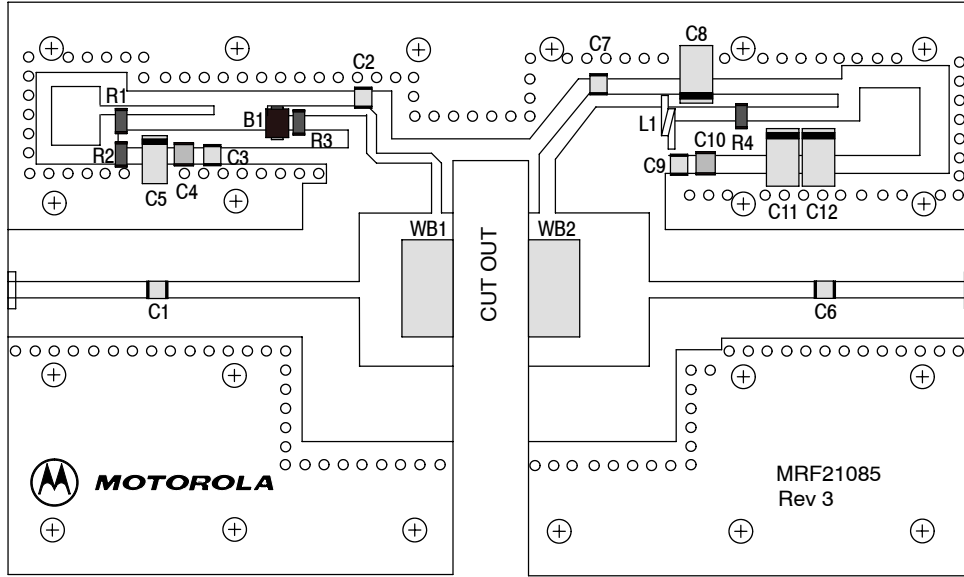 C8
C7
C2
R1
B1
L1
R3
R4
R2
C3
C10
C9
C4
C5
C11 C12
WB1
WB2
CUT OUT
C1
C6
MOTOROLA
MRF21085
Rev 3